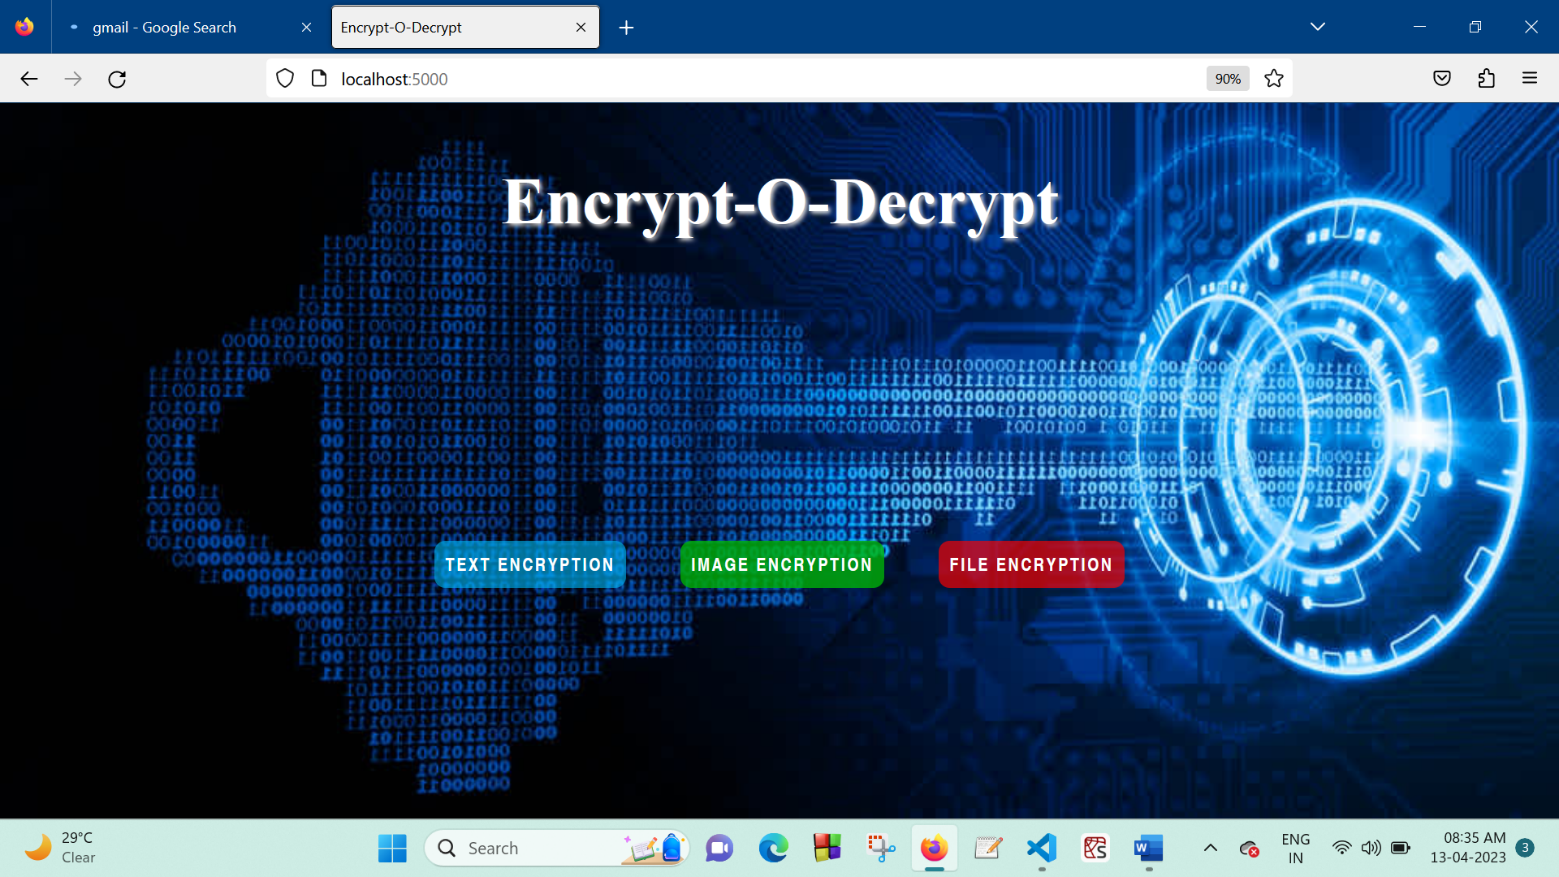 gmail - Google Search
Encrypt-O-Decrypt
localhost:5000
90%
Encrypt-O-Decrypt
TEXT ENCRYPTION
IMAGE ENCRYPTION
FILE ENCRYPTION
29°C
Clear
Search
ENG
IN
08:35 AM
13-04-2023
3